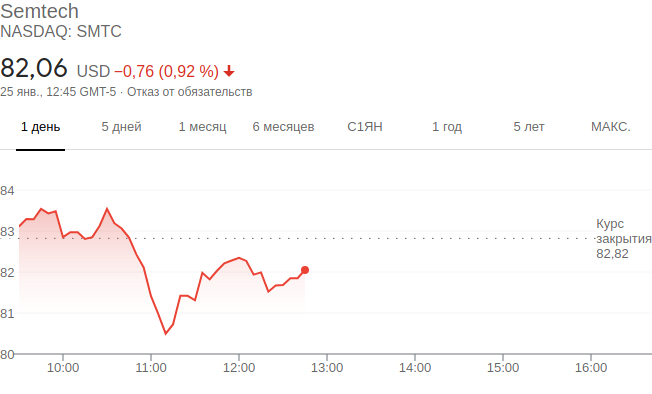 Semtech
NASDAQ: SMTC
82,06 USD −0,76 (0,92 %)
25 янв., 12:45 GMT-5 · Отказ от обязательств
1 день 5 дней 1 месяц 6 месяцев С1ЯН 1 год 5 лет МАКС.
84
83
82
81
80
Курс
закрытия
82,82
10:00 11:00 12:00 13:00 14:00 15:00 16:00